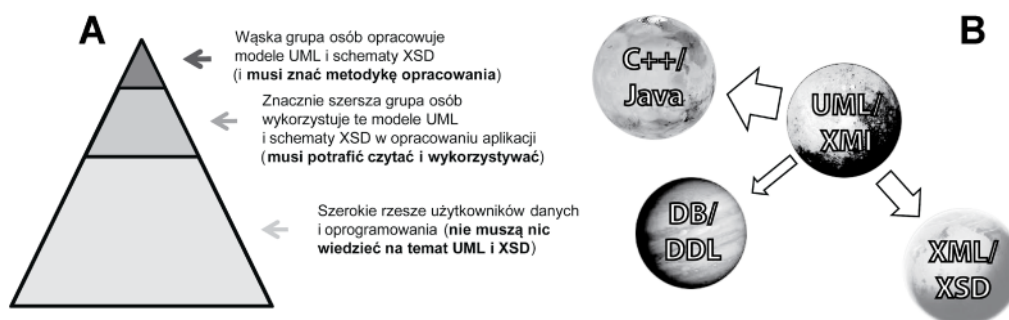 A
Wąska grupa osób opracowuje
modele UML i schematy XSD
(i musi znać metodykę opracowania)
Znacznie szersza grupa osób
wykorzystuje te modele UML
i schematy XSD w opracowaniu aplikacji
(musi potrafić czytać i wykorzystywać)
Szerokie rzesze użytkowników danych
i oprogramowania (nie muszą nic
wiedzieć na temat UML i XSD)
B
C++/
Java
UML/
XMI
DB/
DDL
XML/
XSD